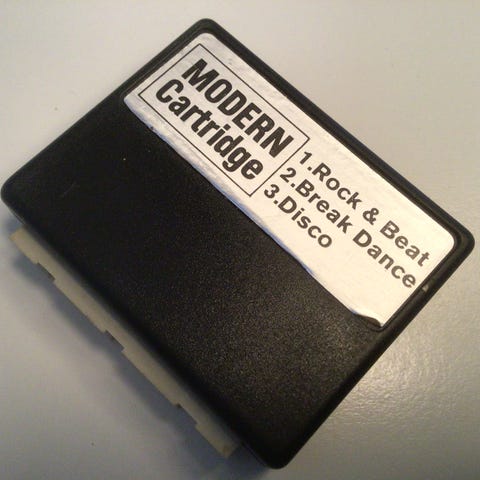 MODERN
Cartridge
1.Rock & Beat
2.Break Dance
3.Disco